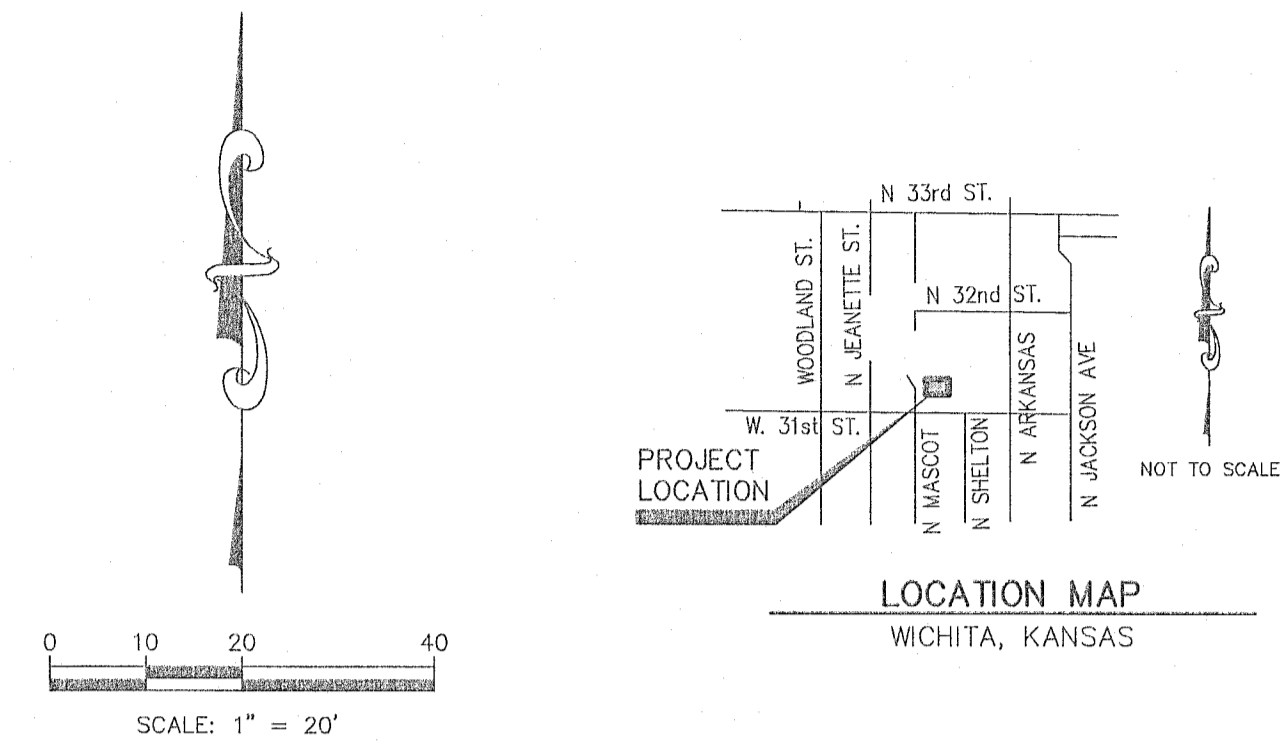 N 33rd ST.
WOODLAND ST.
N JEANETTE ST.
N 32nd ST.
N ARKANSAS
N JACKSON AVE
W. 31st ST.
N MASCOT
N SHELTON
PROJECT
LOCATION
NOT TO SCALE
LOCATION MAP
WICHITA, KANSAS
0 10 20 40
SCALE: 1" = 20'